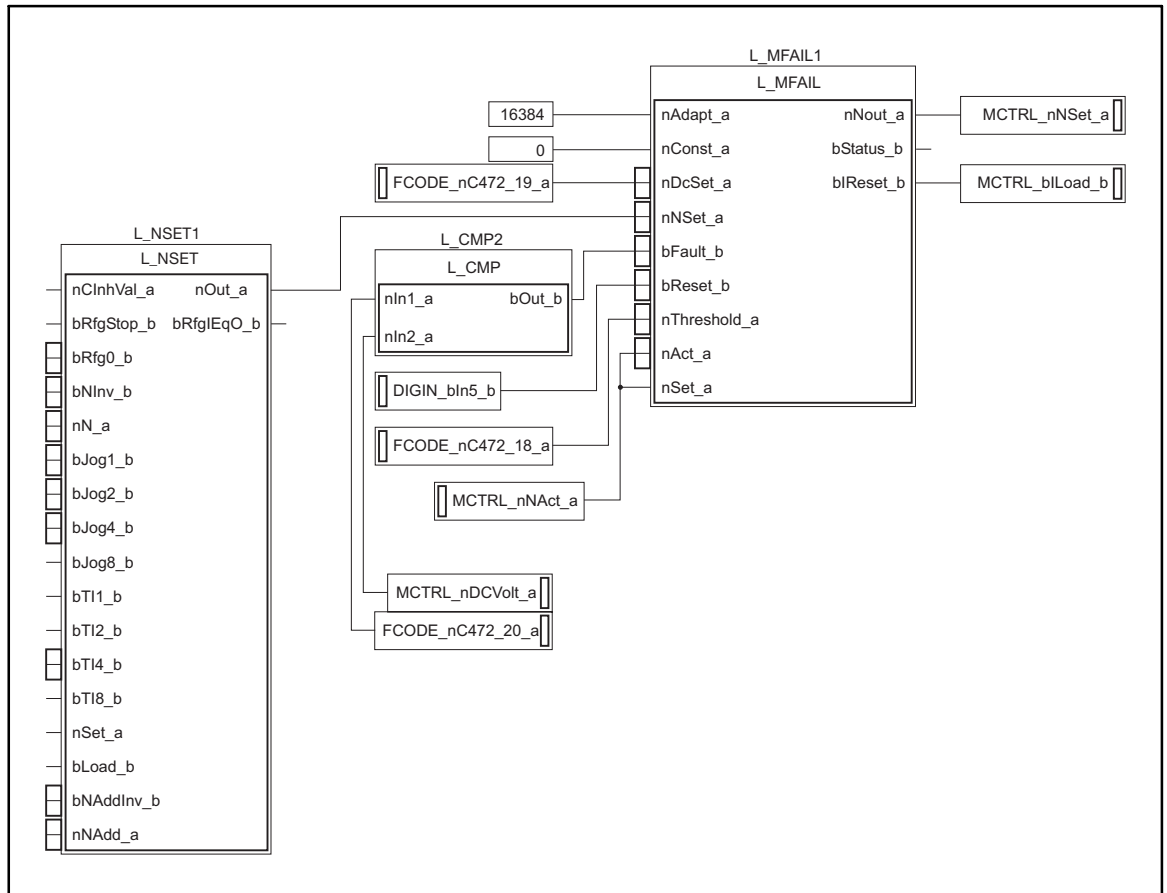 L_MFAIL1
L_MFAIL
16384
nAdapt_a
nNout_a
MCTRL_nNSet_a
0
nConst_a
bStatus_b
FCODE_nC472_19_a
nDcSet_a
bIReset_b
MCTRL_bILoad_b
nNSet_a
bFault_b
bReset_b
nThreshold_a
nAct_a
nSet_a
L_NSET1
L_NSET
nCInhVal_a
nOut_a
bRfgStop_b
bRfgIEqO_b
bRfg0_b
bNInv_b
nN_a
bJog1_b
bJog2_b
bJog4_b
bJog8_b
bTI1_b
bTI2_b
bTI4_b
bTI8_b
nSet_a
bLoad_b
bNAddInv_b
nNAdd_a
L_CMP2
L_CMP
nIn1_a
bOut_b
nIn2_a
DIGIN_bIn5_b
FCODE_nC472_18_a
MCTRL_nNAct_a
MCTRL_nDCVolt_a
FCODE_nC472_20_a